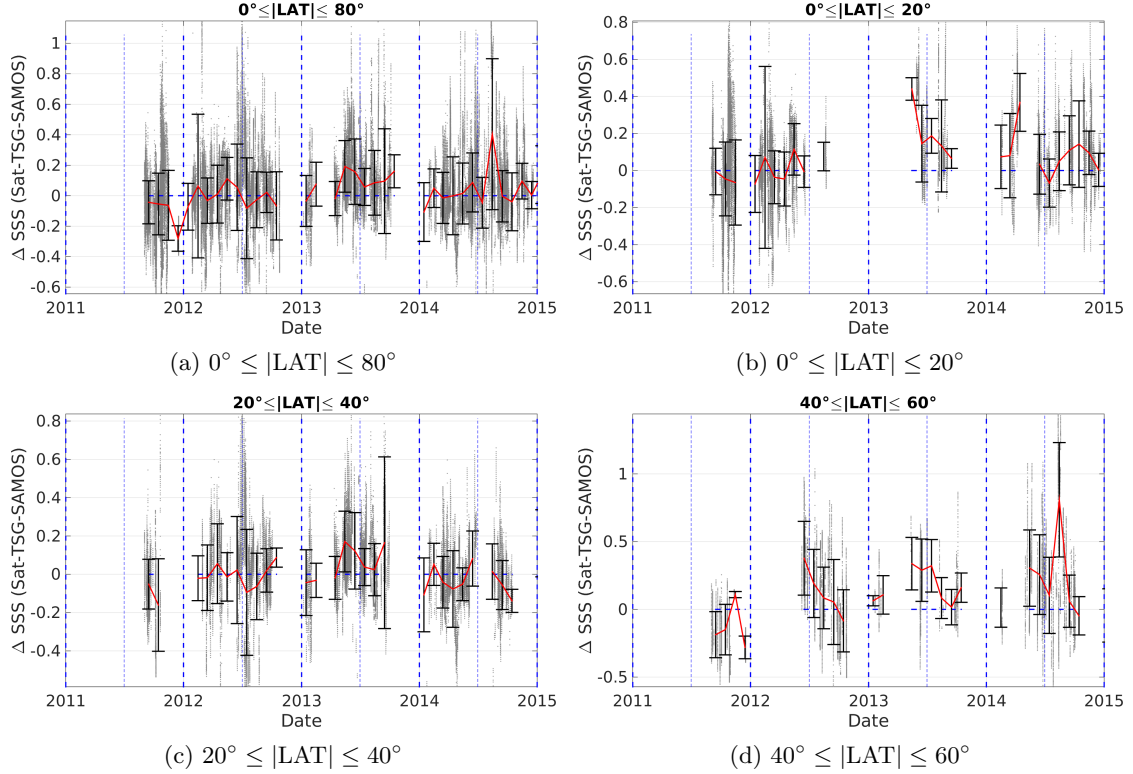 0°≤|LAT|≤ 80°
1
0.8
0.6
0.4
0.2
0
-0.2
-0.4
-0.6
Δ SSS (Sat-TSG-SAMOS)
2011 2012 2013 2014 2015
Date
(a) 0° ≤ |LAT| ≤ 80°
0°≤|LAT|≤ 20°
0.8
0.6
0.4
0.2
0
-0.2
-0.4
-0.6
Δ SSS (Sat-TSG-SAMOS)
2011 2012 2013 2014 2015
Date
(b) 0° ≤ |LAT| ≤ 20°
20°≤|LAT|≤ 40°
0.8
0.6
0.4
0.2
0
-0.2
-0.4
Δ SSS (Sat-TSG-SAMOS)
2011 2012 2013 2014 2015
Date
(c) 20° ≤ |LAT| ≤ 40°
40°≤|LAT|≤ 60°
1
0.5
0
-0.5
Δ SSS (Sat-TSG-SAMOS)
2011 2012 2013 2014 2015
Date
(d) 40° ≤ |LAT| ≤ 60°